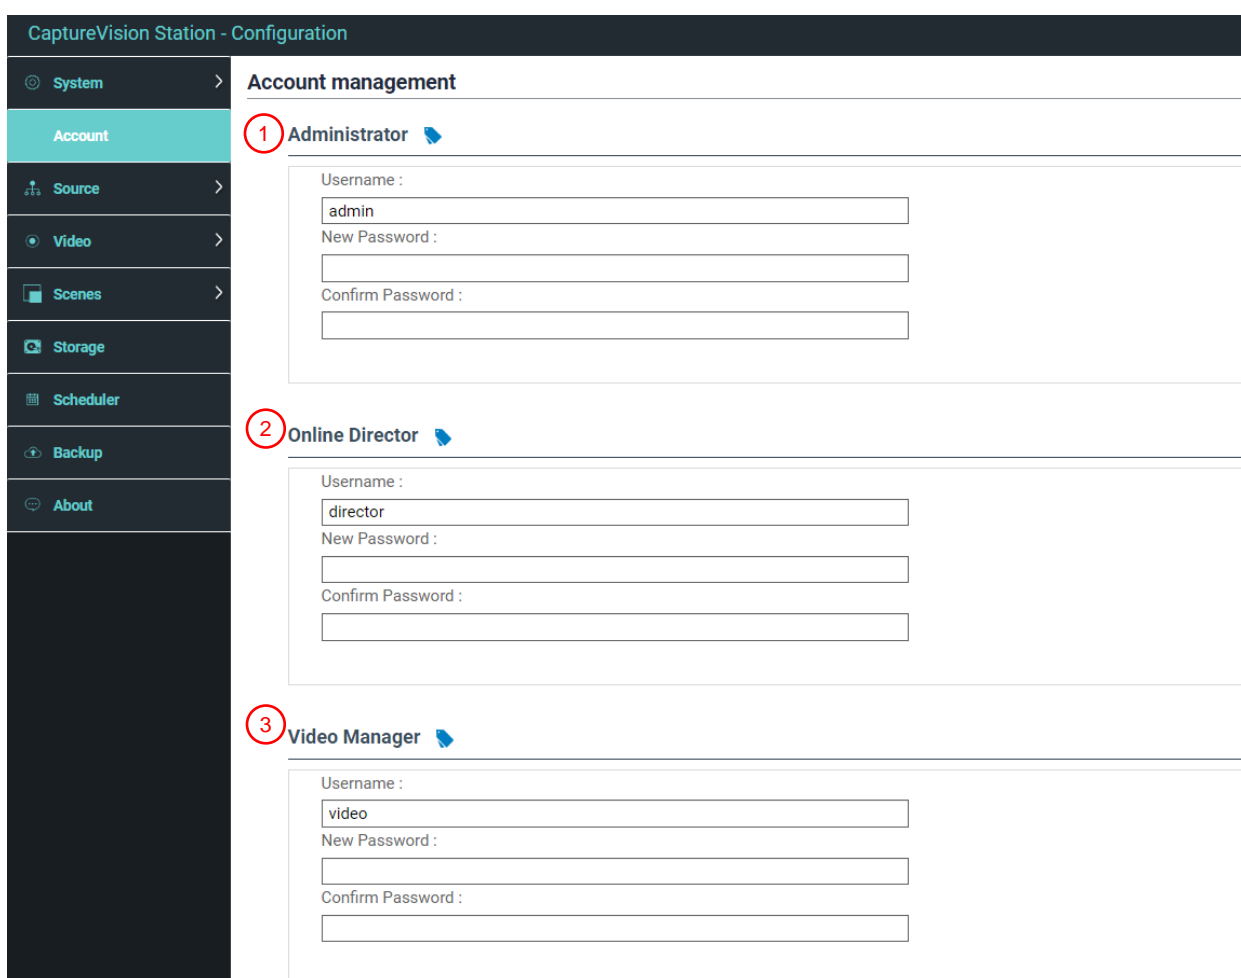 CaptureVision Station - Configuration
System
Account
Source
Video
Scenes
Storage
Scheduler
Backup
About
Account management
1 Administrator
Username :
admin
New Password :
Confirm Password :
2 Online Director
Username :
director
New Password :
Confirm Password :
3 Video Manager
Username :
video
New Password :
Confirm Password :